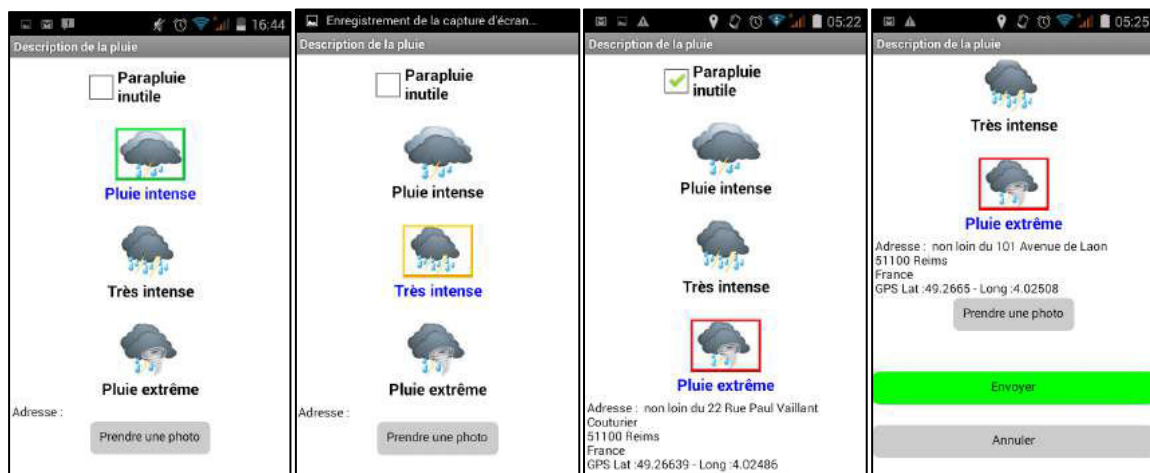 16:44
Description de la pluie
Parapluie
inutile
Pluie intense
Très intense
Pluie extrême
Adresse :
Prendre une photo
Enregistrement de la capture d'écran...
Description de la pluie
Parapluie
inutile
Pluie intense
Très intense
Pluie extrême
Adresse :
Prendre une photo
05:22
Description de la pluie
Parapluie
inutile
Pluie intense
Très intense
Pluie extrême
Adresse : non loin du 22 Rue Paul Vaillant
Couturier
51100 Reims
France
GPS Lat :49.26639 - Long :4.02486
05:25
Description de la pluie
Très intense
Pluie extrême
Adresse : non loin du 101 Avenue de Laon
51100 Reims
France
GPS Lat :49.2665 - Long :4.02508
Prendre une photo
Envoyer
Annuler